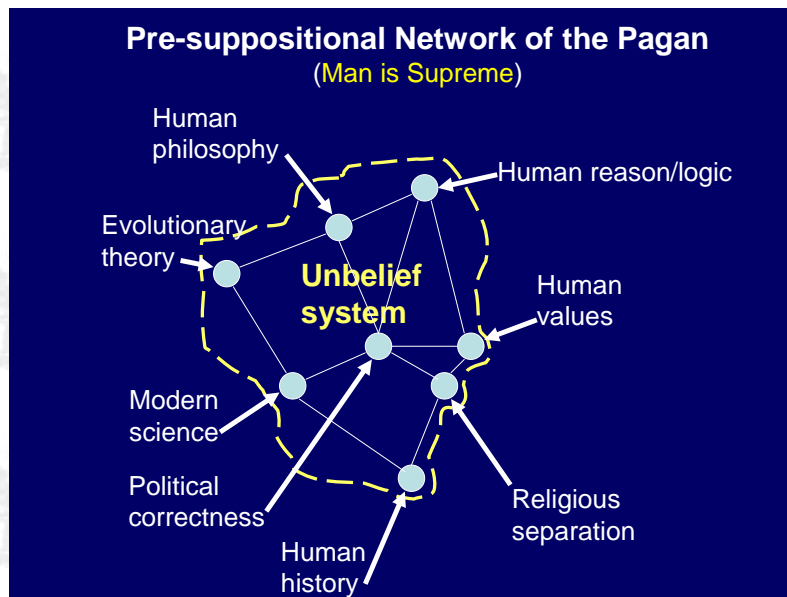 Pre-suppositional Network of the Pagan
(Man is Supreme)
Human
philosophy
Human reason/logic
Evolutionary
theory
Unbelief
system
Human
values
Modern
science
Political
correctness
Religious
separation
Human
history